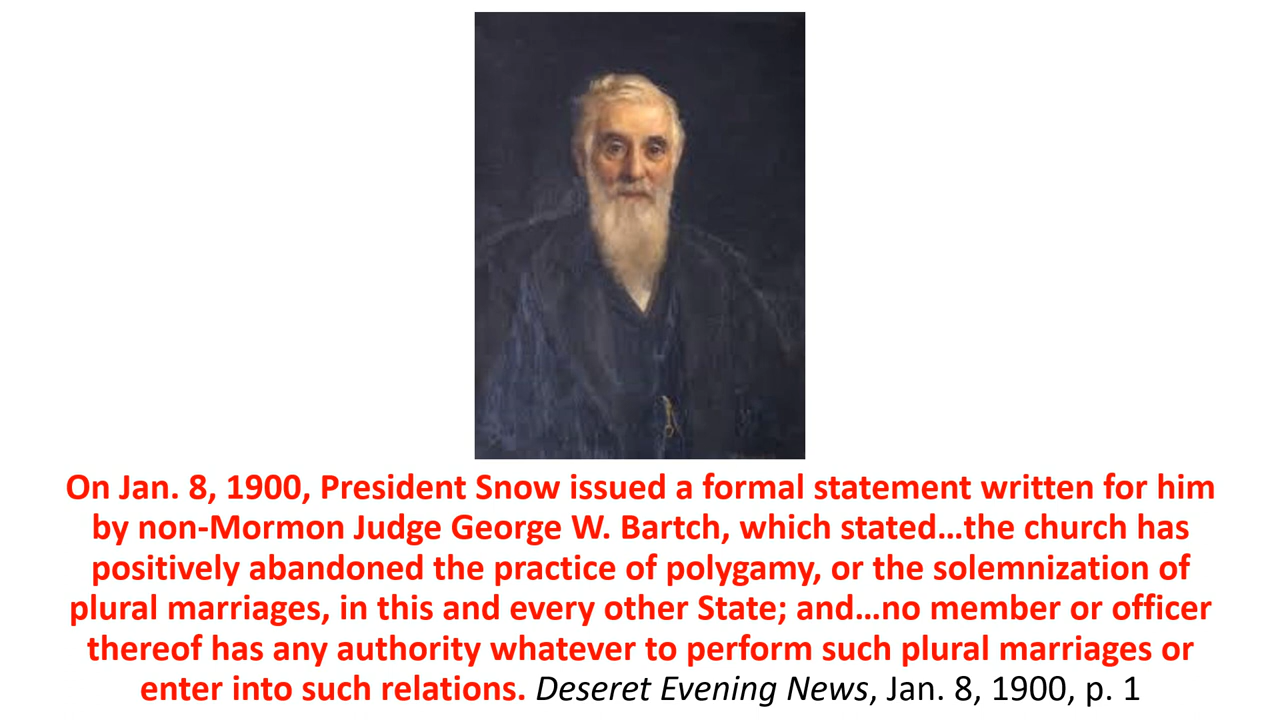 On Jan. 8, 1900, President Snow issued a formal statement written for him
by non-Mormon Judge George W. Bartch, which stated…the church has
positively abandoned the practice of polygamy, or the solemnization of
plural marriages, in this and every other State; and…no member or officer
thereof has any authority whatever to perform such plural marriages or
enter into such relations. Deseret Evening News, Jan. 8, 1900, p. 1